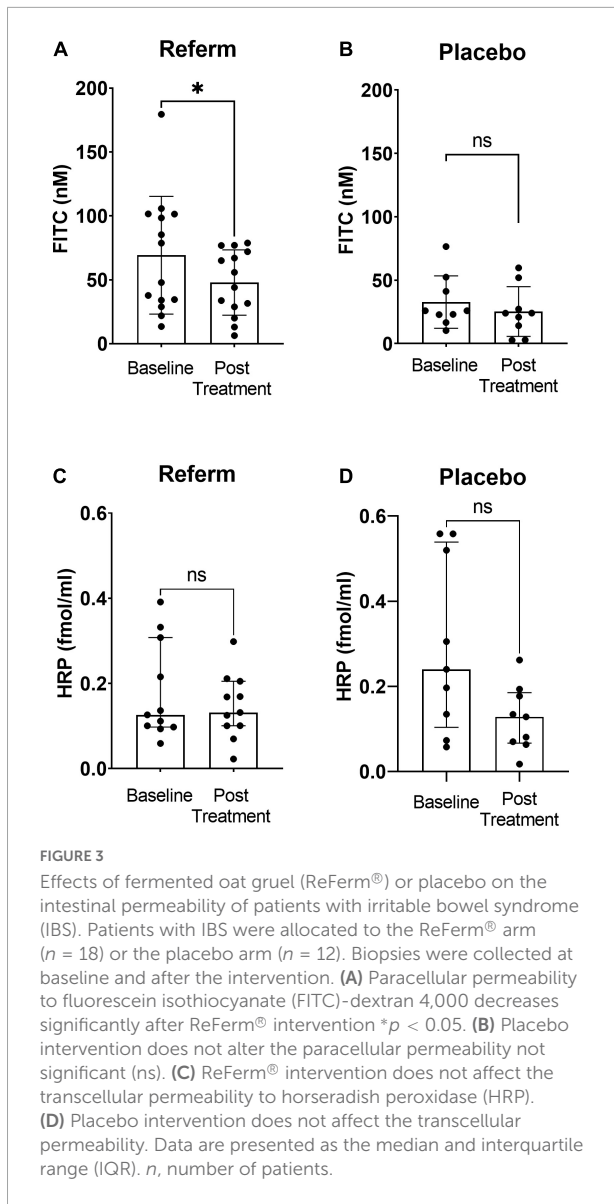 A
Referm
FITC (nM)
200
150
100
50
0
*
Baseline
Post
Treatment
B
Placebo
FITC (nM)
200
150
100
50
0
ns
Baseline
Post
Treatment
C
Referm
HRP (fmol/ml)
0.6
0.4
0.2
0.0
ns
Baseline
Post
Treatment
D
Placebo
HRP (fmol/ml)
0.6
0.4
0.2
0.0
ns
Baseline
Post
Treatment
FIGURE 3
Effects of fermented oat gruel (ReFerm®) or placebo on the
intestinal permeability of patients with irritable bowel syndrome
(IBS). Patients with IBS were allocated to the ReFerm® arm
(n = 18) or the placebo arm (n = 12). Biopsies were collected at
baseline and after the intervention. (A) Paracellular permeability
to fluorescein isothiocyanate (FITC)-dextran 4,000 decreases
significantly after ReFerm® intervention *p < 0.05. (B) Placebo
intervention does not alter the paracellular permeability not
significant (ns). (C) ReFerm® intervention does not affect the
transcellular permeability to horseradish peroxidase (HRP).
(D) Placebo intervention does not affect the transcellular
permeability. Data are presented as the median and interquartile
range (IQR). n, number of patients.